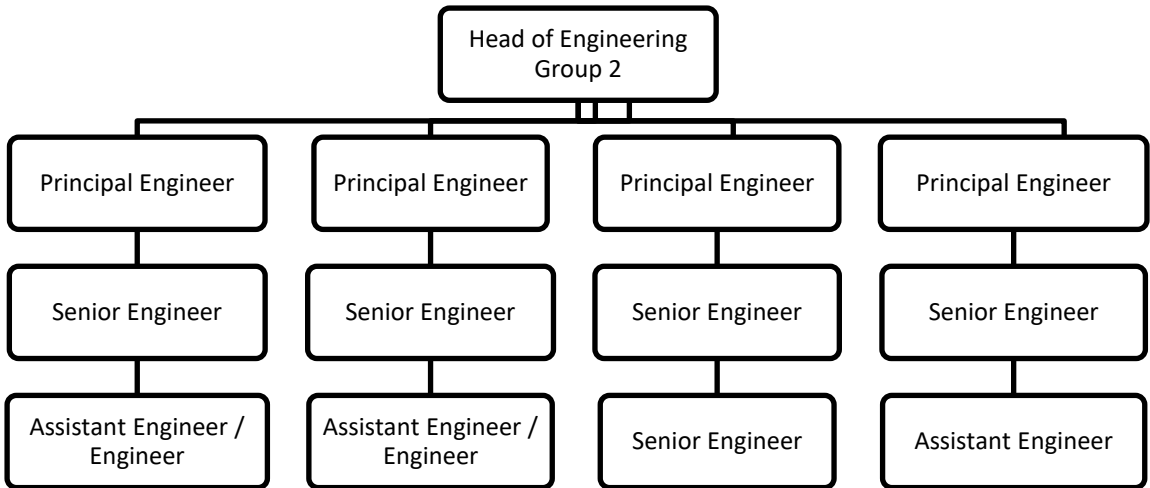 Head of Engineering
Group 2
Principal Engineer
Principal Engineer
Principal Engineer
Principal Engineer
Senior Engineer
Senior Engineer
Senior Engineer
Senior Engineer
Assistant Engineer /
Engineer
Assistant Engineer /
Engineer
Senior Engineer
Assistant Engineer